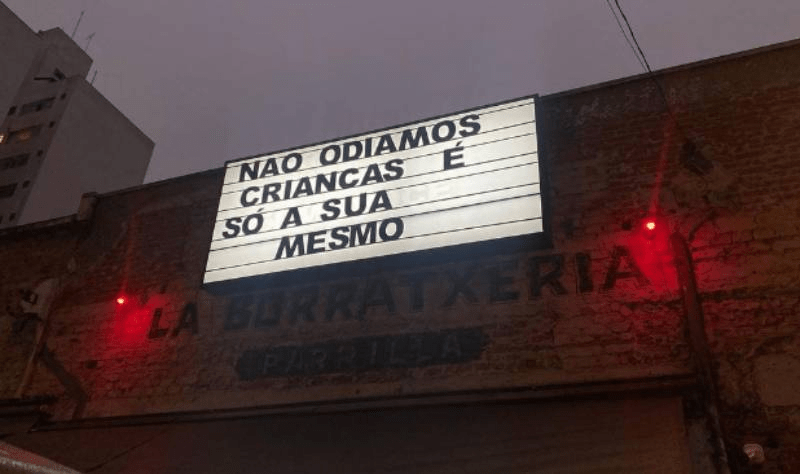 NAO ODIAMOS
CRIANCAS É
SÓ A SUA
MESMO
LA BORRATXERIA
PARRILLA